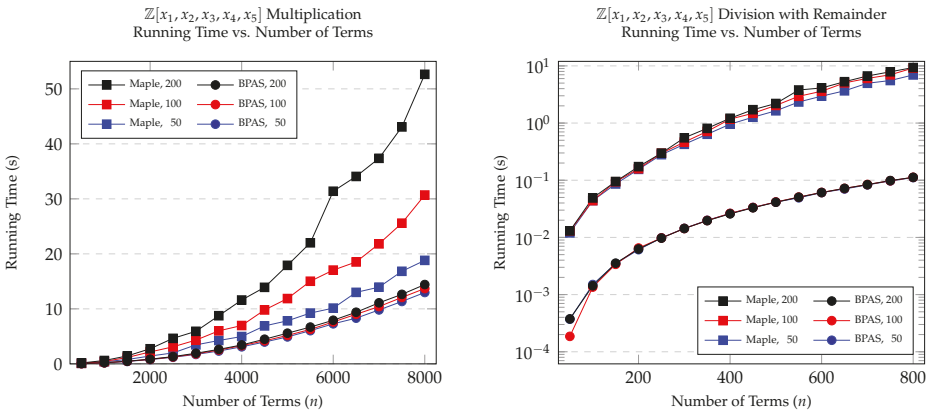 ℤ[x₁, x₂, x₃, x₄, x₅] Multiplication
Running Time vs. Number of Terms
Running Time (s)
50
40
30
20
10
0
Maple, 200
BPAS, 200
Maple, 100
BPAS, 100
Maple, 50
BPAS, 50
2000
4000
6000
8000
Number of Terms (n)
ℤ[x₁, x₂, x₃, x₄, x₅] Division with Remainder
Running Time vs. Number of Terms
Running Time (s)
10¹
10⁰
10⁻¹
10⁻²
10⁻³
10⁻⁴
Maple, 200
BPAS, 200
Maple, 100
BPAS, 100
Maple, 50
BPAS, 50
200
400
600
800
Number of Terms (n)